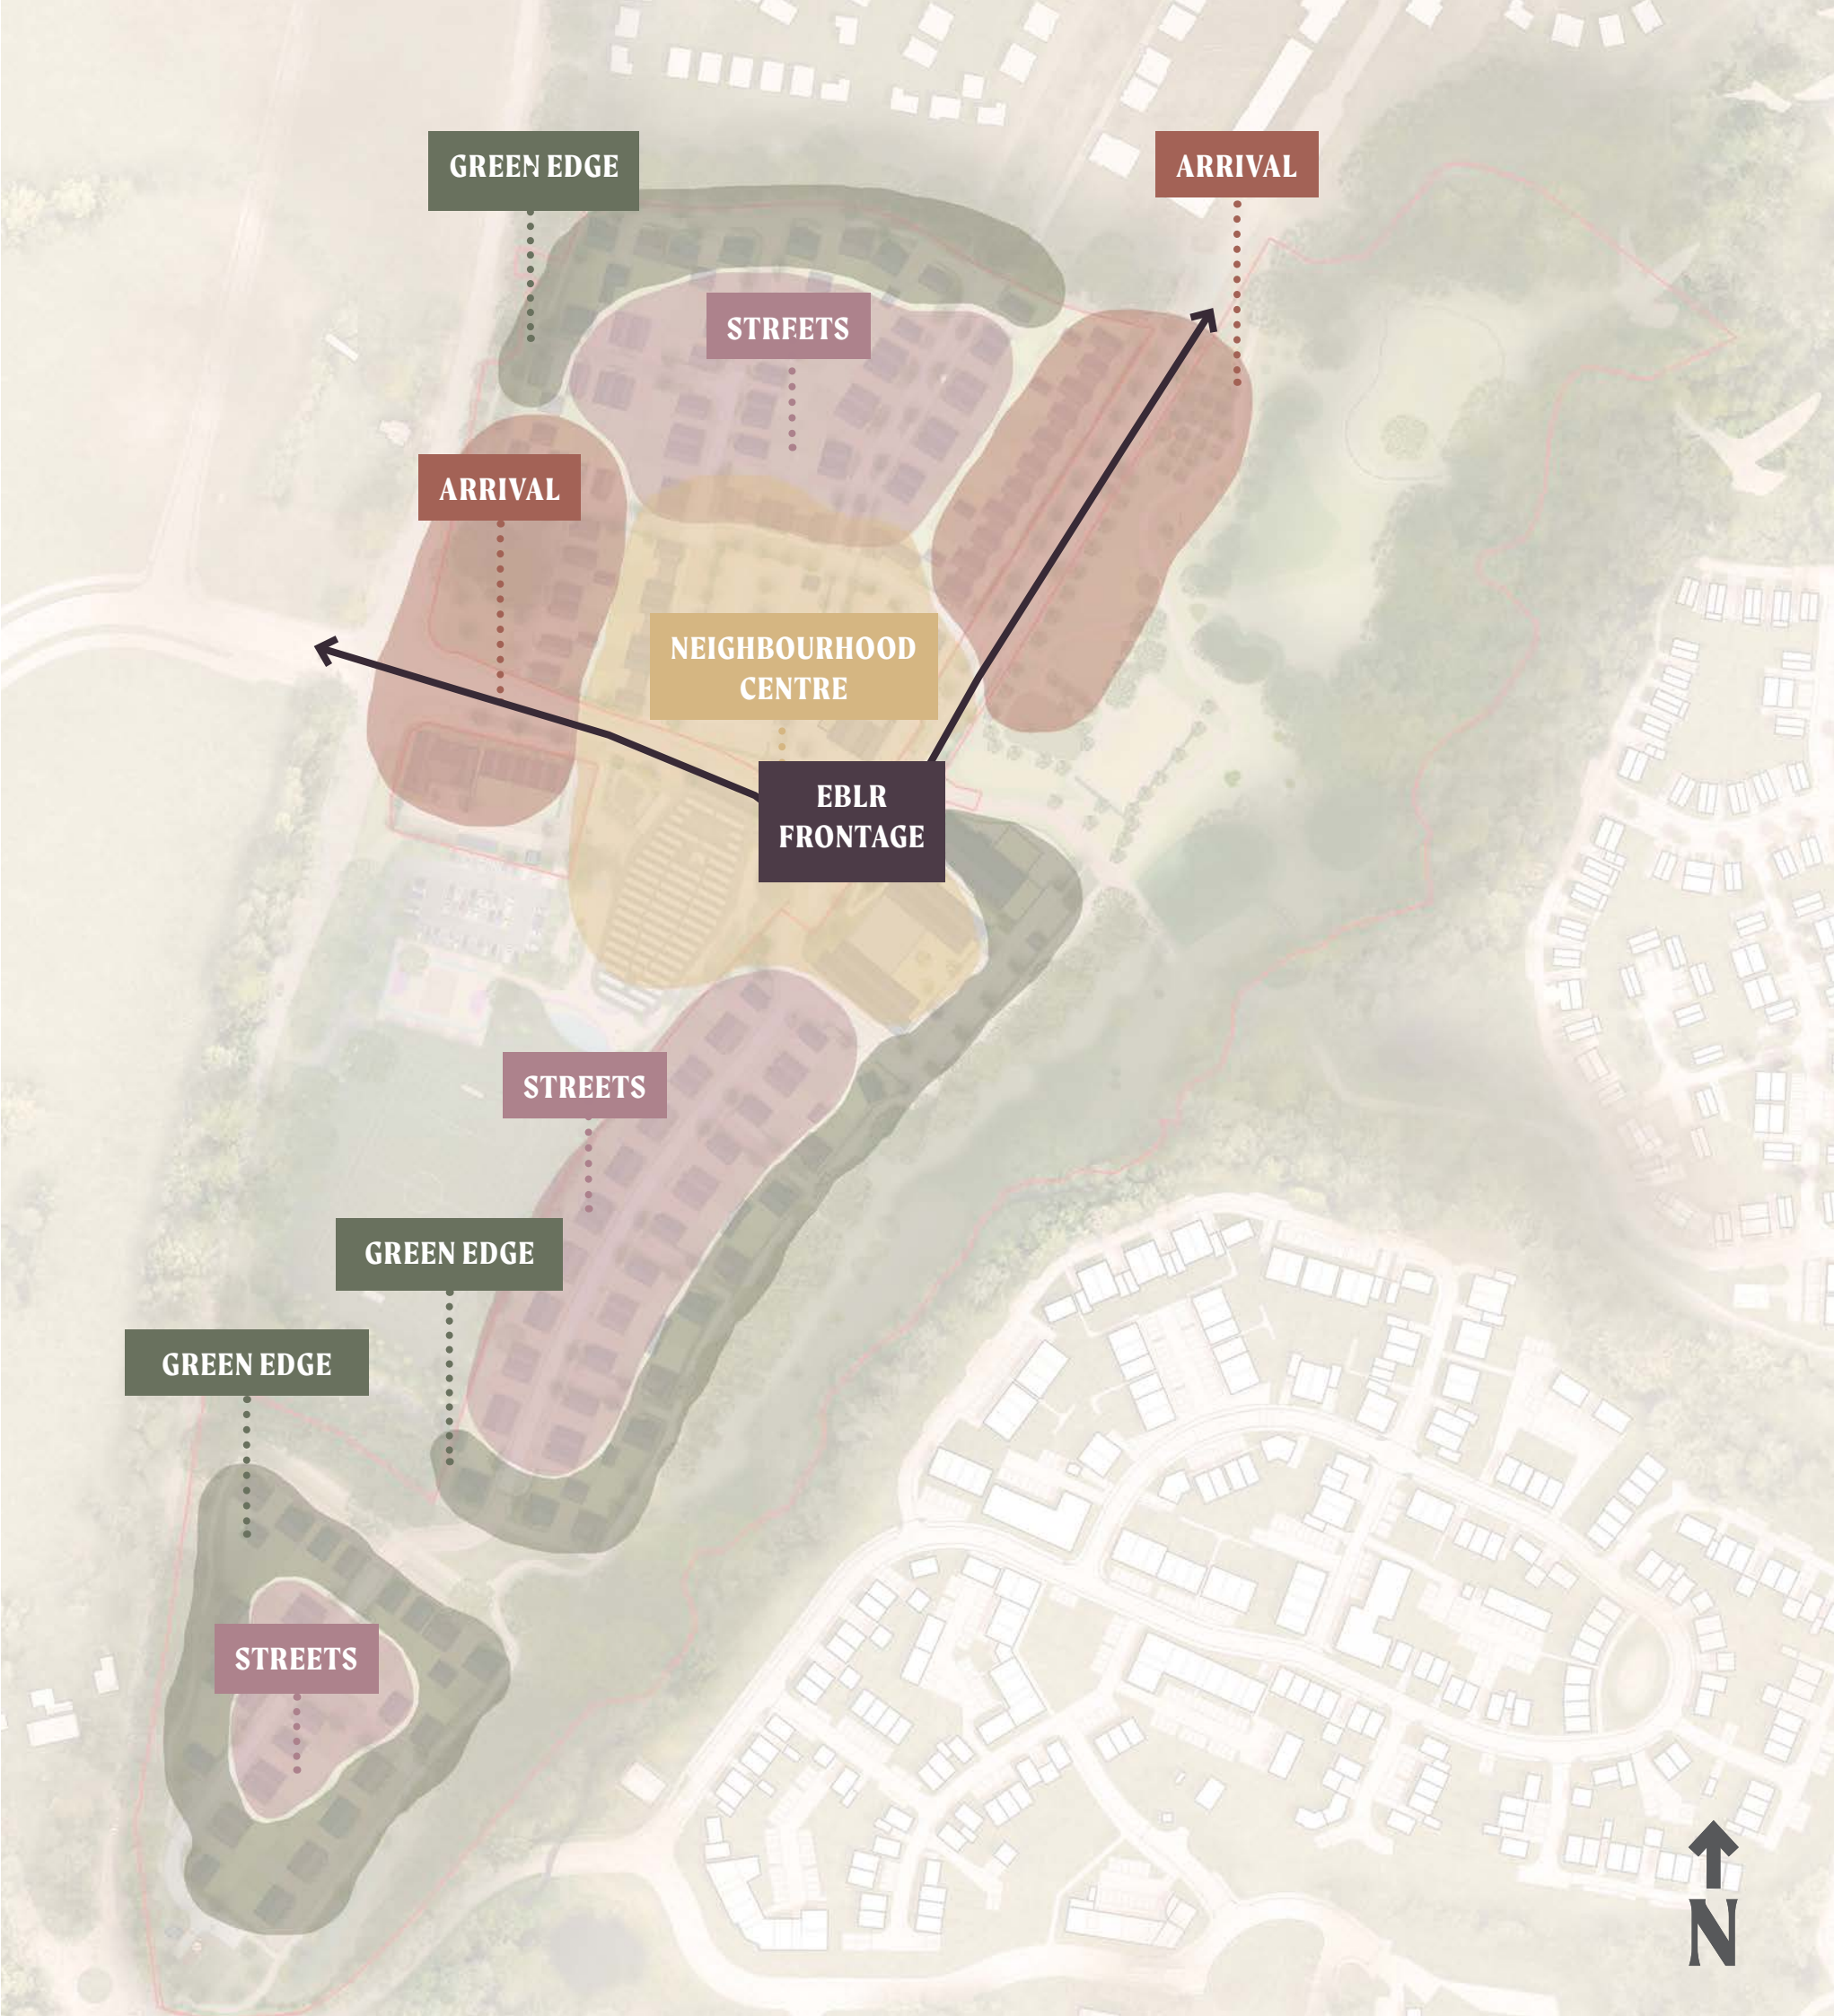 GREEN EDGE
ARRIVAL
STREETS
ARRIVAL
NEIGHBOURHOOD
CENTRE
EBLR
FRONTAGE
STREETS
GREEN EDGE
GREEN EDGE
STREETS
N